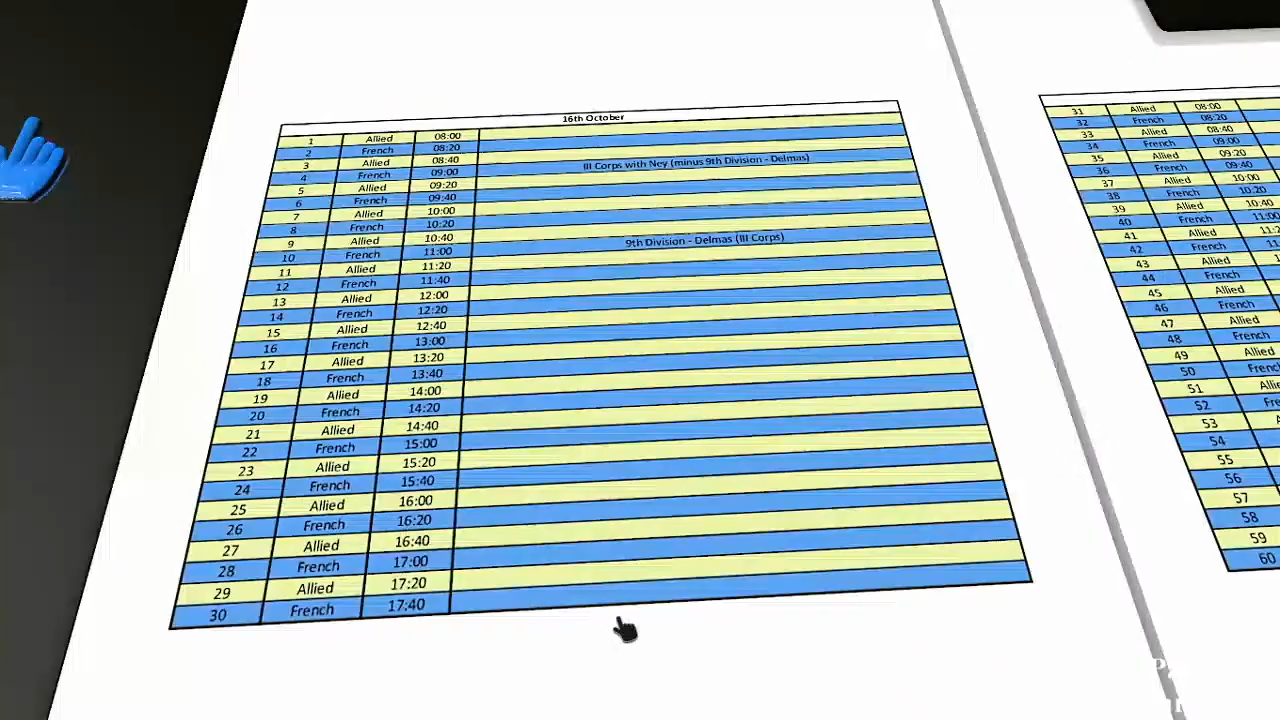 16th October
1 Allied 08:00
2 French 08:20
3 Allied 08:40
4 French 09:00 III Corps with Ney (minus 9th Division - Delmas)
5 Allied 09:20
6 French 09:40
7 Allied 10:00
8 French 10:20
9 Allied 10:40
10 French 11:00 9th Division - Delmas (III Corps)
11 Allied 11:20
12 French 11:40
13 Allied 12:00
14 French 12:20
15 Allied 12:40
16 French 13:00
17 Allied 13:20
18 French 13:40
19 Allied 14:00
20 French 14:20
21 Allied 14:40
22 French 15:00
23 Allied 15:20
24 French 15:40
25 Allied 16:00
26 French 16:20
27 Allied 16:40
28 French 17:00
29 Allied 17:20
30 French 17:40
31 Allied 08:00
32 French 08:20
33 Allied 08:40
34 French 09:00
35 Allied 09:20
36 French 09:40
37 Allied 10:00
38 French 10:20
39 Allied 10:40
40 French 11:00
41 Allied
42 French
43 Allied
44 French
45 Allied
46 French
47 Allied
48 French
49 Allied
50 French
51
52
53
54
55
56
57
58
59
60